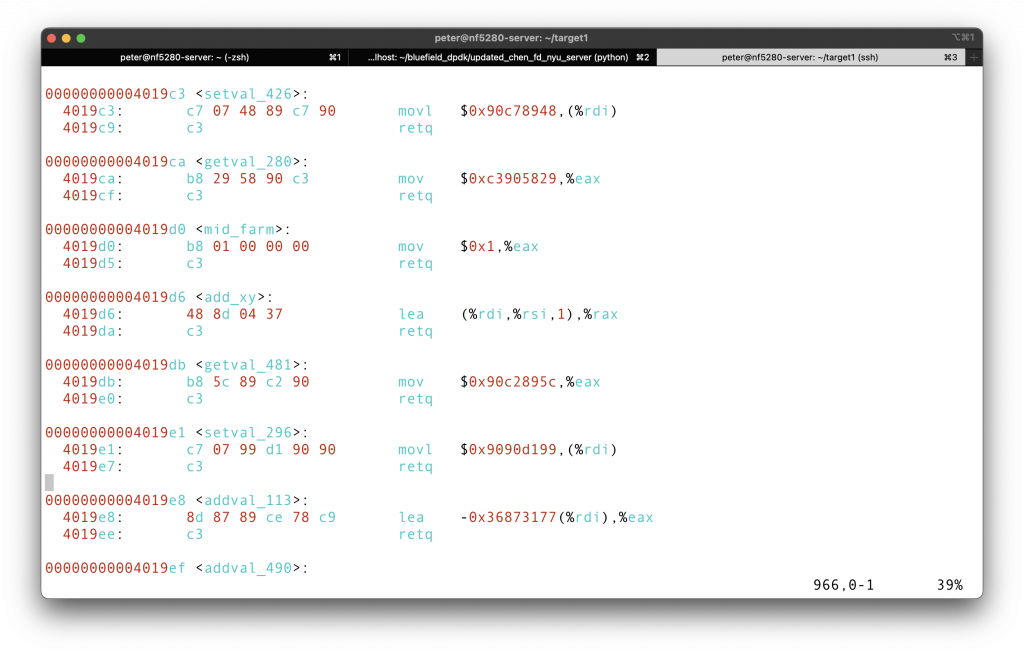 peter@nf5280-server: ~/target1
⌥⌘1
peter@nf5280-server: ~ (-zsh) ⌘1 ...lhost: ~/bluefield_dpdk/updated_chen_fd_nyu_server (python) ⌘2 peter@nf5280-server: ~/target1 (ssh) ⌘3 +
00000000004019c3 <setval_426>:
4019c3: c7 07 48 89 c7 90 movl $0x90c78948,(%rdi)
4019c9: c3 retq
00000000004019ca <getval_280>:
4019ca: b8 29 58 90 c3 mov $0xc3905829,%eax
4019cf: c3 retq
00000000004019d0 <mid_farm>:
4019d0: b8 01 00 00 00 mov $0x1,%eax
4019d5: c3 retq
00000000004019d6 <add_xy>:
4019d6: 48 8d 04 37 lea (%rdi,%rsi,1),%rax
4019da: c3 retq
00000000004019db <getval_481>:
4019db: b8 5c 89 c2 90 mov $0x90c2895c,%eax
4019e0: c3 retq
00000000004019e1 <setval_296>:
4019e1: c7 07 99 d1 90 90 movl $0x9090d199,(%rdi)
4019e7: c3 retq
00000000004019e8 <addval_113>:
4019e8: 8d 87 89 ce 78 c9 lea -0x36873177(%rdi),%eax
4019ee: c3 retq
00000000004019ef <addval_490>:
966,0-1 39%